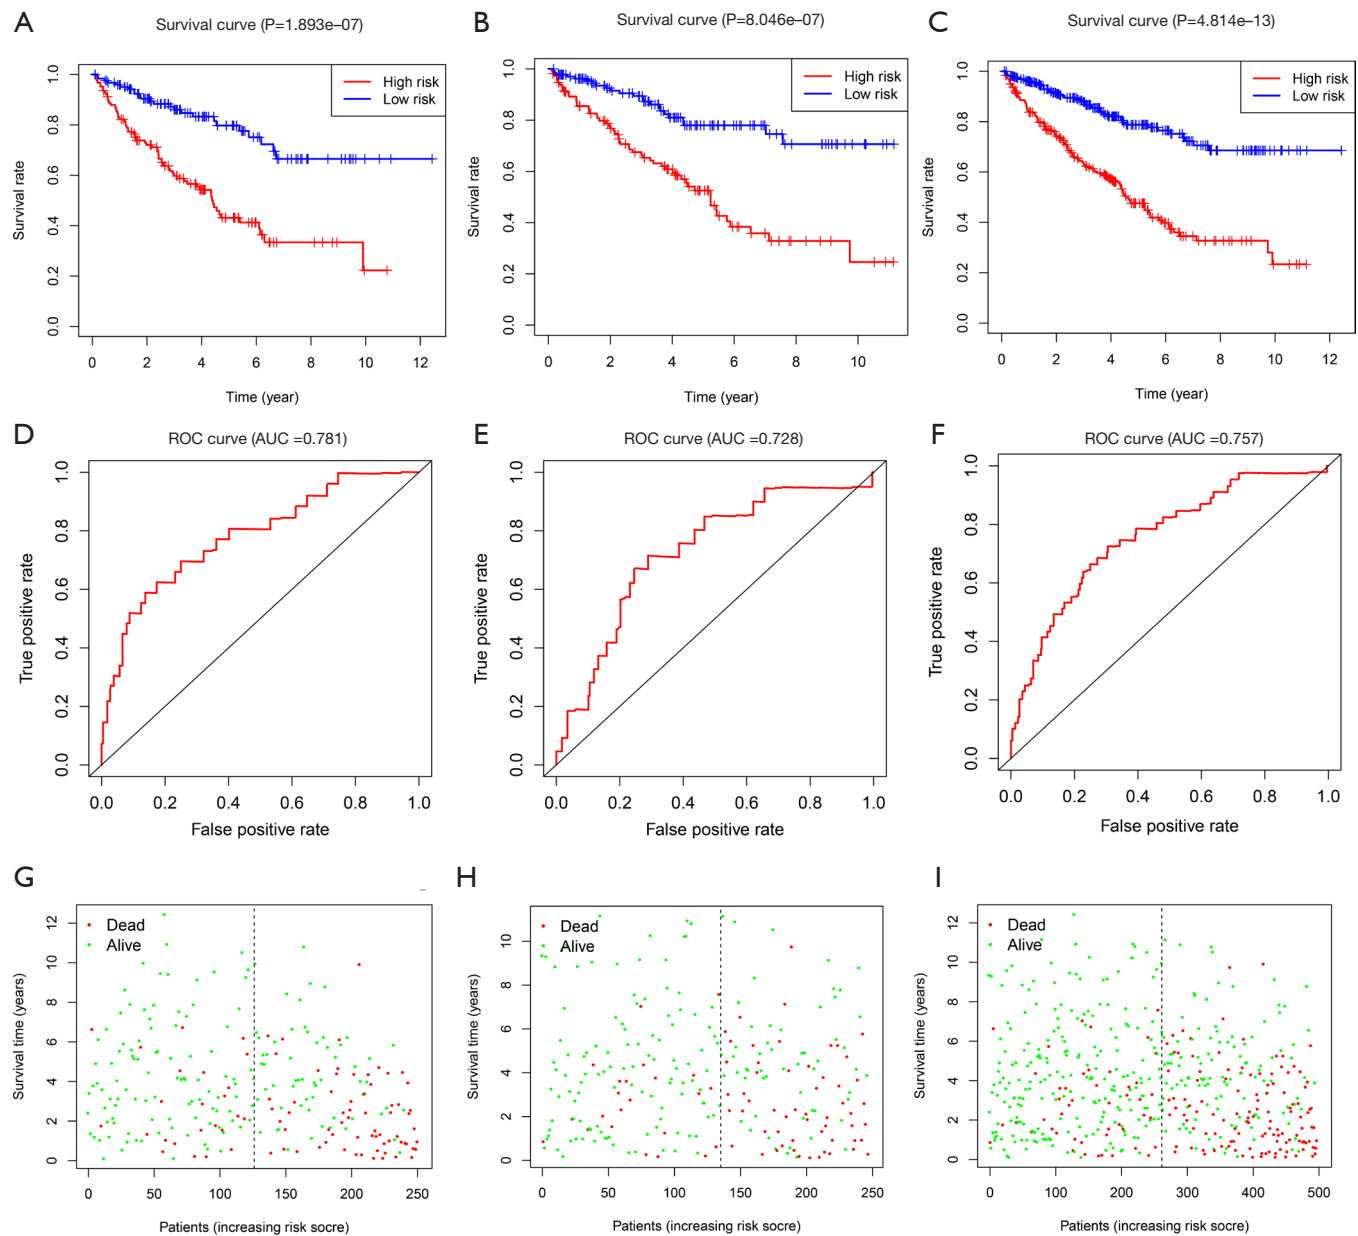 A
Survival curve (P=1.893e–07)
High risk
Low risk
Survival rate
0.0
0.2
0.4
0.6
0.8
1.0
0
2
4
6
8
10
12
Time (year)
B
Survival curve (P=8.046e–07)
High risk
Low risk
Survival rate
0.0
0.2
0.4
0.6
0.8
1.0
0
2
4
6
8
10
Time (year)
C
Survival curve (P=4.814e–13)
High risk
Low risk
Survival rate
0.0
0.2
0.4
0.6
0.8
1.0
0
2
4
6
8
10
12
Time (year)
D
ROC curve (AUC =0.781)
True positive rate
0.0
0.2
0.4
0.6
0.8
1.0
0.0
0.2
0.4
0.6
0.8
1.0
False positive rate
E
ROC curve (AUC =0.728)
True positive rate
0.0
0.2
0.4
0.6
0.8
1.0
0.0
0.2
0.4
0.6
0.8
1.0
False positive rate
F
ROC curve (AUC =0.757)
True positive rate
0.0
0.2
0.4
0.6
0.8
1.0
0.0
0.2
0.4
0.6
0.8
1.0
False positive rate
G
Dead
Alive
Survival time (years)
0
2
4
6
8
10
12
0
50
100
150
200
250
Patients (increasing risk socre)
H
Dead
Alive
Survival time (years)
0
2
4
6
8
10
0
50
100
150
200
250
Patients (increasing risk socre)
I
Dead
Alive
Survival time (years)
0
2
4
6
8
10
12
0
100
200
300
400
500
Patients (increasing risk socre)